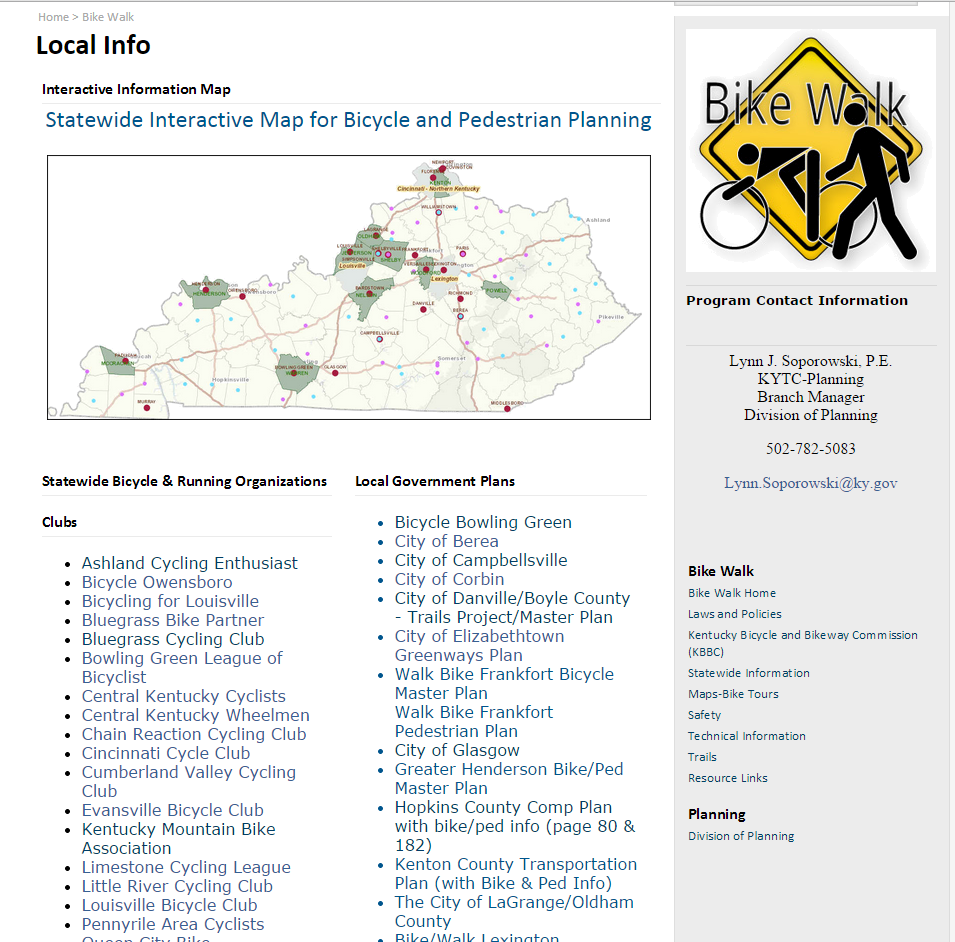 Home > Bike Walk
Local Info
Interactive Information Map
Statewide Interactive Map for Bicycle and Pedestrian Planning
NEWPORT
COVINGTON
KENTON
Cincinnati - Northern Kentucky
WILLIAMSTOWN
Ashland
LAGRANGE
LOUISVILLE
SIMPSONVILLE
SHELBY
PARIS
Louisville
Lexington
HENDERSON
HENDERSON
BARDSTOWN
NELSON
RICHMOND
POWELL
DANVILLE
BEREA
Pikeville
CAMPBELLSVILLE
PADUCAH
Somerset
BOWLING GREEN
WARREN
GLASGOW
Hopkinsville
MURRAY
MIDDLESBORO
Statewide Bicycle & Running Organizations
Clubs
Ashland Cycling Enthusiast
Bicycle Owensboro
Bicycling for Louisville
Bluegrass Bike Partner
Bluegrass Cycling Club
Bowling Green League of
Bicyclist
Central Kentucky Cyclists
Central Kentucky Wheelmen
Chain Reaction Cycling Club
Cincinnati Cycle Club
Cumberland Valley Cycling
Club
Evansville Bicycle Club
Kentucky Mountain Bike
Association
Limestone Cycling League
Little River Cycling Club
Louisville Bicycle Club
Pennyrile Area Cyclists
Queen City Bike
Local Government Plans
Bicycle Bowling Green
City of Berea
City of Campbellsville
City of Corbin
City of Danville/Boyle County
- Trails Project/Master Plan
City of Elizabethtown
Greenways Plan
Walk Bike Frankfort Bicycle
Master Plan
Walk Bike Frankfort
Pedestrian Plan
City of Glasgow
Greater Henderson Bike/Ped
Master Plan
Hopkins County Comp Plan
with bike/ped info (page 80 &
182)
Kenton County Transportation
Plan (with Bike & Ped Info)
The City of LaGrange/Oldham
County
Bike/Walk Lexington
Bike Walk
Program Contact Information
Lynn J. Soporowski, P.E.
KYTC-Planning
Branch Manager
Division of Planning
502-782-5083
Lynn.Soporowski@ky.gov
Bike Walk
Bike Walk Home
Laws and Policies
Kentucky Bicycle and Bikeway Commission
(KBBC)
Statewide Information
Maps-Bike Tours
Safety
Technical Information
Trails
Resource Links
Planning
Division of Planning